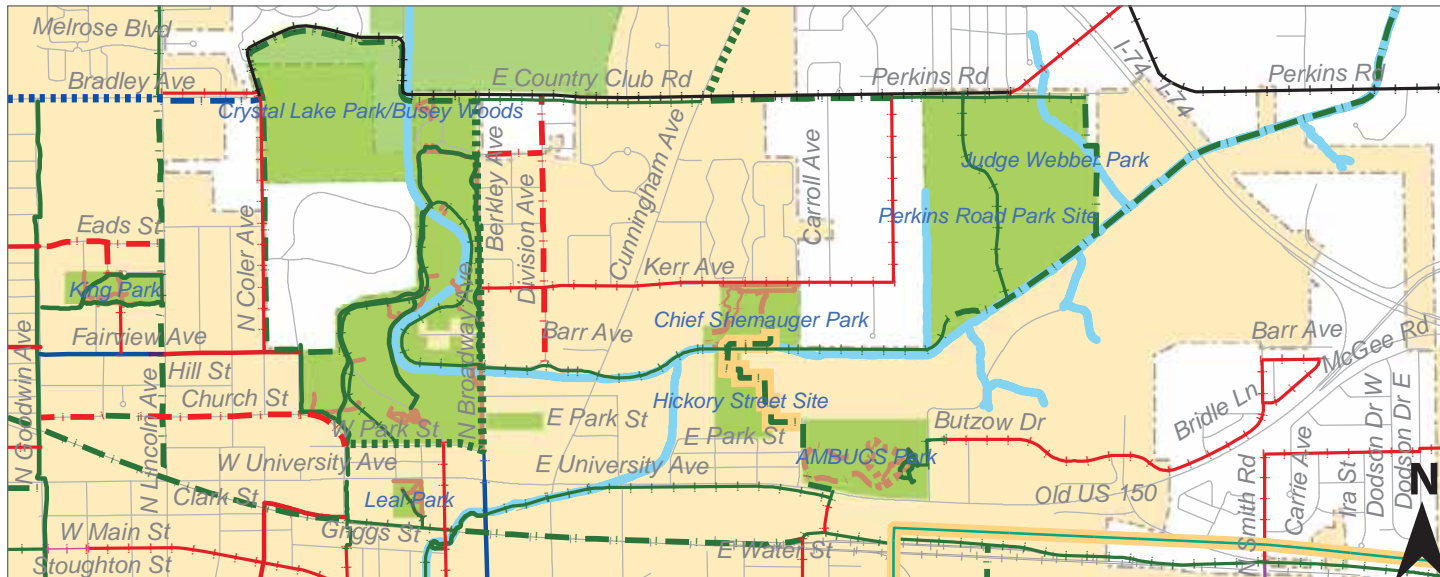 Melrose Blvd
Bradley Ave
E Country Club Rd
Perkins Rd
I-74
I-74
Perkins Rd
Crystal Lake Park/Busey Woods
Berkley Ave
Division Ave
Cunningham Ave
Carroll Ave
Judge Webber Park
Perkins Road Park Site
Eads St
N Coler Ave
King Park
Kerr Ave
N Broadway Ave
Chief Shemauger Park
Fairview Ave
Barr Ave
Barr Ave
McGee Rd
Hill St
Church St
N Goodwin Ave
N Lincoln Ave
W Park St
E Park St
Hickory Street Site
E Park St
Butzow Dr
Bridle Ln
W University Ave
E University Ave
AMBUCS Park
Clark St
Leal Park
Old US 150
N Smith Rd
Carrie Ave
Ira St
Dodson Dr W
Dodson Dr E
N
W Main St
Griggs St
E Water St
Stoughton St